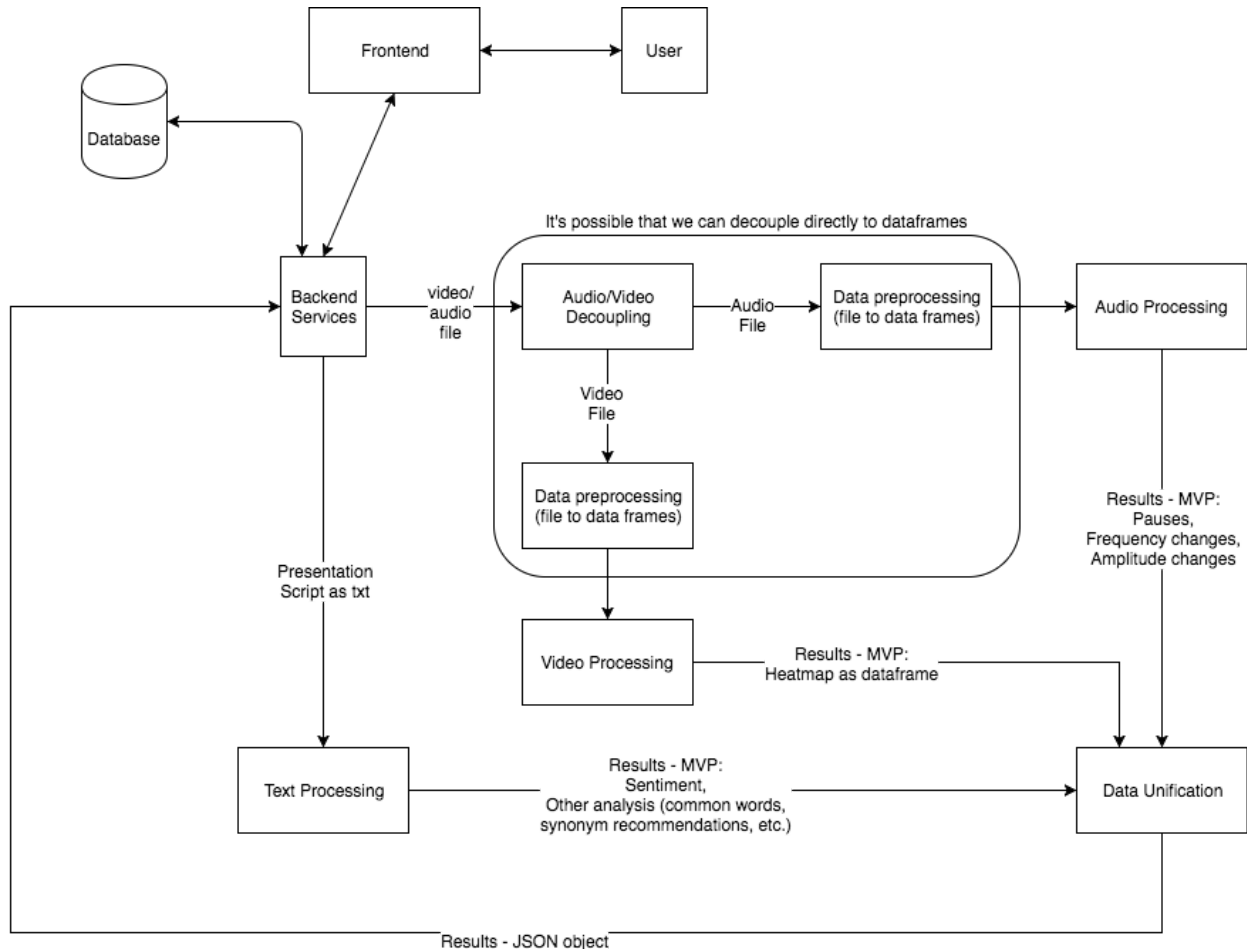 Frontend
User
Database
It's possible that we can decouple directly to dataframes
Backend
Services
video/
audio
file
Audio/Video
Decoupling
Audio
File
Data preprocessing
(file to data frames)
Audio Processing
Video
File
Data preprocessing
(file to data frames)
Results - MVP:
Pauses,
Frequency changes,
Amplitude changes
Presentation
Script as txt
Video Processing
Results - MVP:
Heatmap as dataframe
Text Processing
Results - MVP:
Sentiment,
Other analysis (common words,
synonym recommendations, etc.)
Data Unification
Results - JSON object